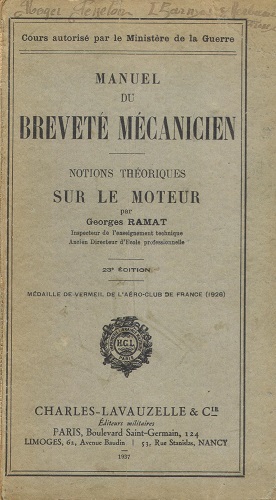 Cours autorisé par le Ministère de la Guerre
MANUEL
DU
BREVETÉ MÉCANICIEN
NOTIONS THÉORIQUES
SUR LE MOTEUR
par
Georges RAMAT
Inspecteur de l'enseignement technique
Ancien Directeur d'École professionnelle
23e ÉDITION
MÉDAILLE DE VERMEIL DE L'AÉRO-CLUB DE FRANCE (1926)
H.C.L.
PARIS
CHARLES-LAVAUZELLE & CIE
Éditeurs militaires
PARIS, Boulevard Saint-Germain, 124
LIMOGES, 62, Avenue Baudin | 53, Rue Stanislas, NANCY
1937